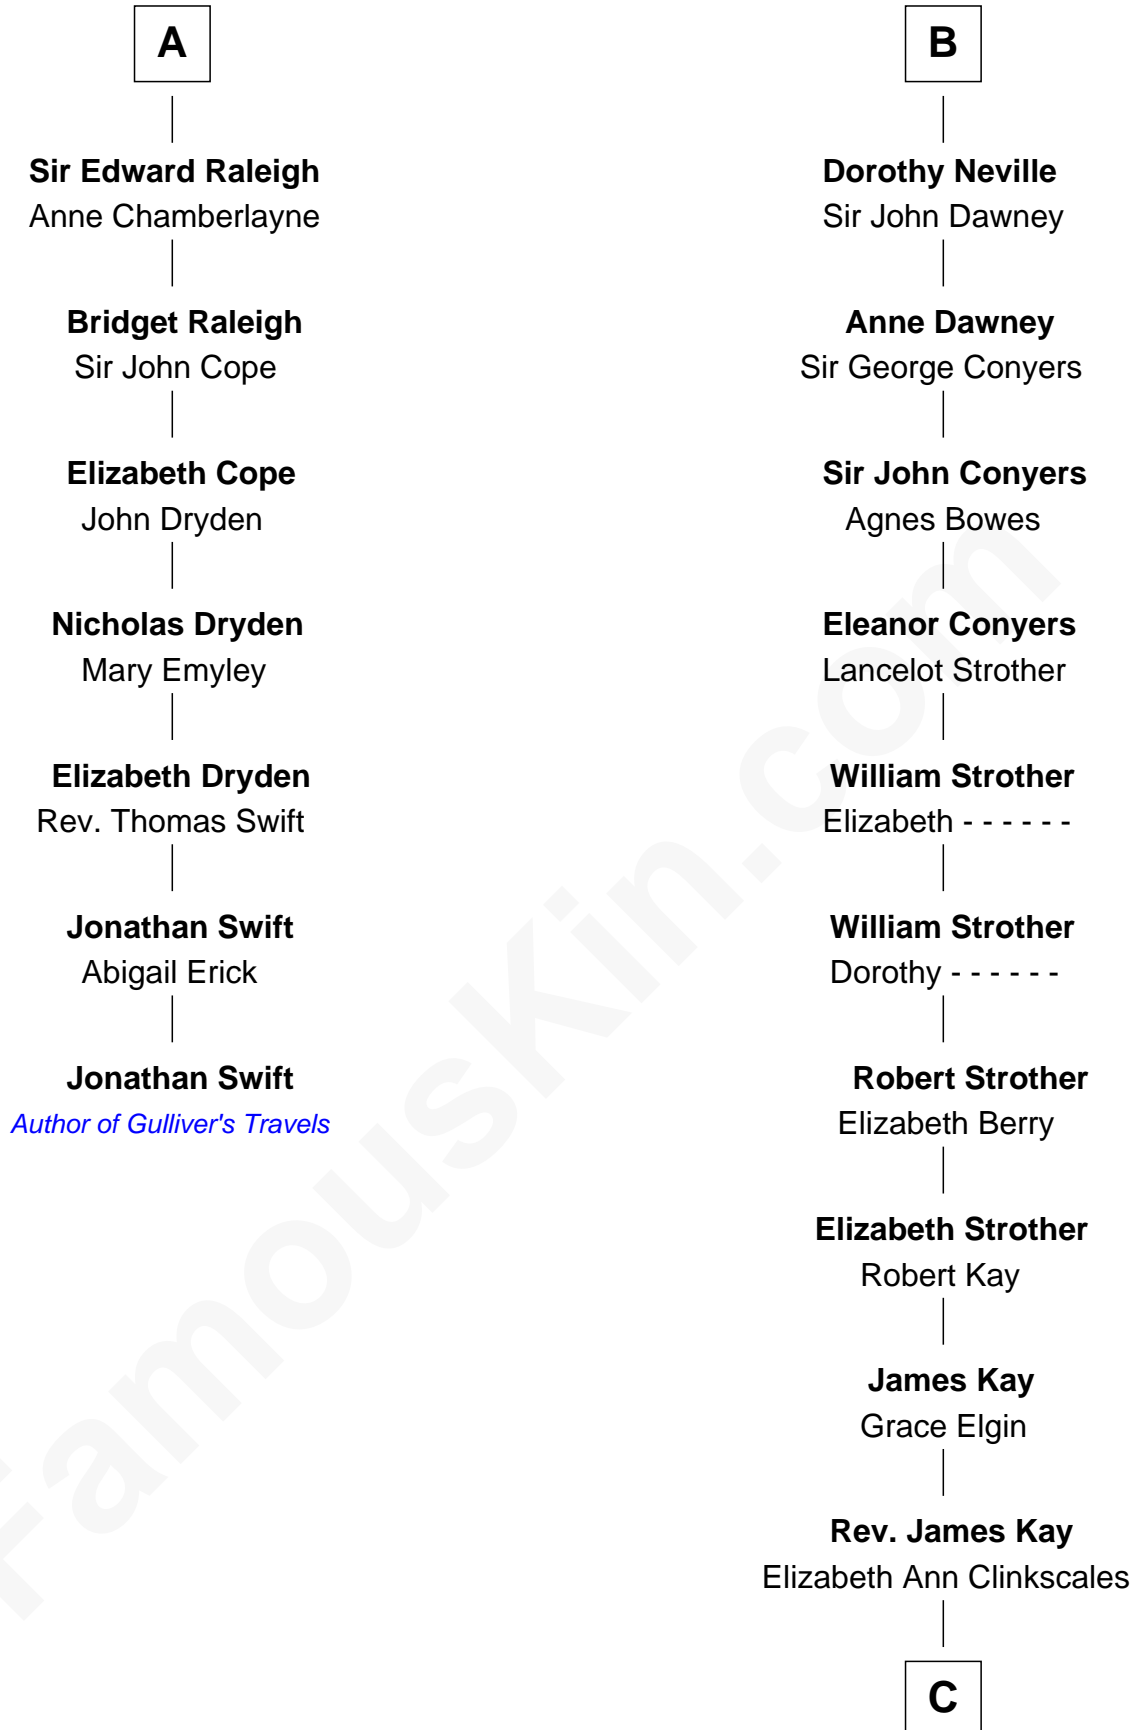 A
Sir Edward Raleigh
Anne Chamberlayne
Bridget Raleigh
Sir John Cope
Elizabeth Cope
John Dryden
Nicholas Dryden
Mary Emyley
Elizabeth Dryden
Rev. Thomas Swift
Jonathan Swift
Abigail Erick
Jonathan Swift
Author of Gulliver's Travels
B
Dorothy Neville
Sir John Dawney
Anne Dawney
Sir George Conyers
Sir John Conyers
Agnes Bowes
Eleanor Conyers
Lancelot Strother
William Strother
Elizabeth - - - - - -
William Strother
Dorothy - - - - - -
Robert Strother
Elizabeth Berry
Elizabeth Strother
Robert Kay
James Kay
Grace Elgin
Rev. James Kay
Elizabeth Ann Clinkscales
C
FamousKin.com